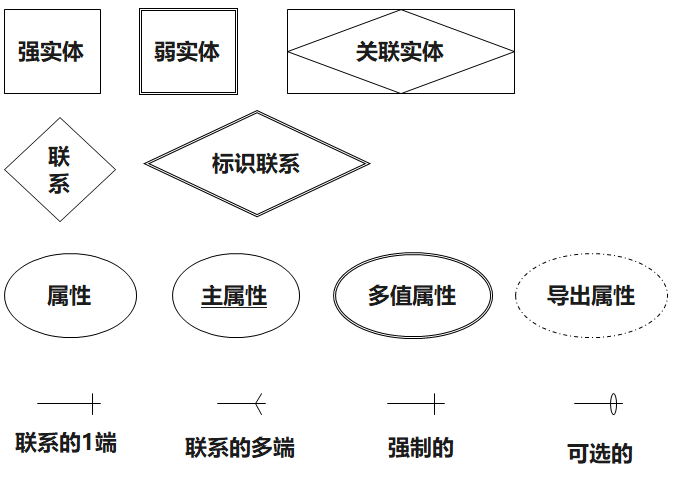 强实体
弱实体
关联实体
联
系
标识联系
属性
主属性
多值属性
导出属性
联系的1端
联系的多端
强制的
可选的